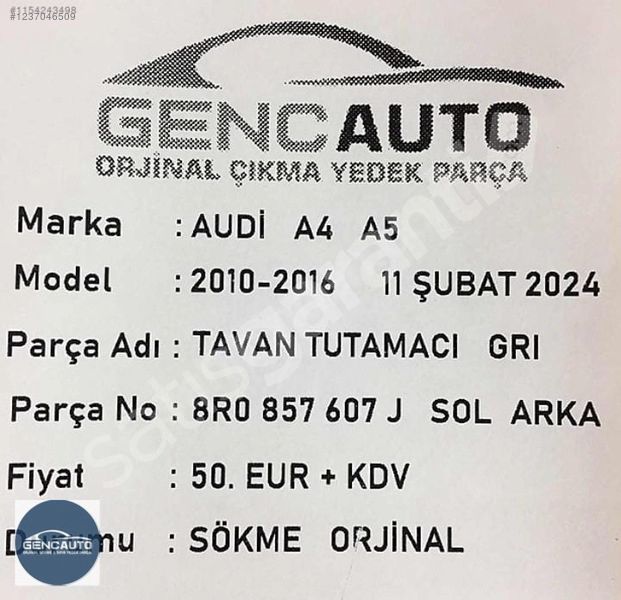 #1154243498
#1237046509
GENCAUTO
ORJİNAL ÇIKMA YEDEK PARÇA
Marka : AUDİ A4 A5
Model : 2010-2016 11 ŞUBAT 2024
Parça Adı : TAVAN TUTAMACI GRI
Parça No : 8R0 857 607 J SOL ARKA
Fiyat : 50. EUR + KDV
D mu : SÖKME ORJİNAL
GENCAUTO
satışgaranti